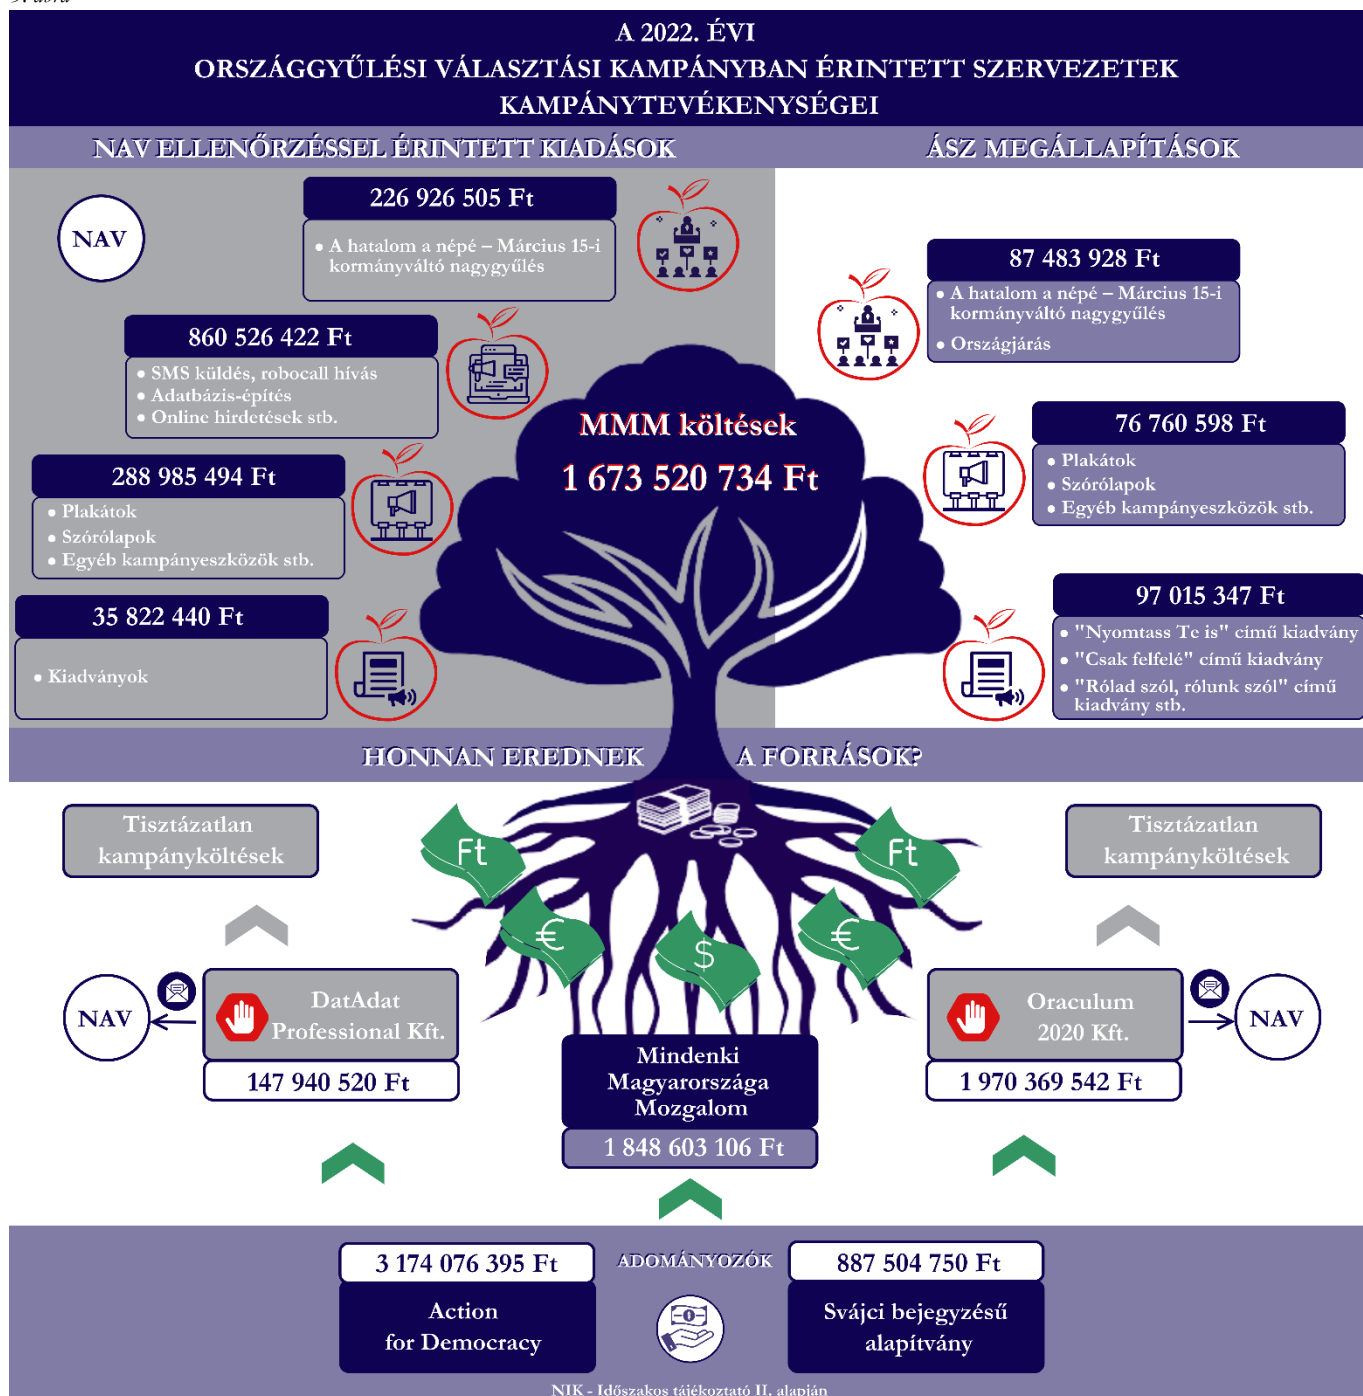 A 2022. ÉVI
ORSZÁGGYŰLÉSI VÁLASZTÁSI KAMPÁNYBAN ÉRINTETT SZERVEZETEK
KAMPÁNYTEVÉKENYSÉGEI
NAV ELLENŐRZÉSSEL ÉRINTETT KIADÁSOK
ÁSZ MEGÁLLAPÍTÁSOK
NAV
226 926 505 Ft
• A hatalom a népé – Március 15-i
kormányváltó nagygyűlés
860 526 422 Ft
• SMS küldés, robocall hívás
• Adatbázis-építés
• Online hirdetések stb.
288 985 494 Ft
• Plakátok
• Szórólapok
• Egyéb kampányeszközök stb.
35 822 440 Ft
• Kiadványok
MMM költések
1 673 520 734 Ft
87 483 928 Ft
• A hatalom a népé – Március 15-i
kormányváltó nagygyűlés
• Országjárás
76 760 598 Ft
• Plakátok
• Szórólapok
• Egyéb kampányeszközök stb.
97 015 347 Ft
• "Nyomtass Te is" című kiadvány
• "Csak felfelé" című kiadvány
• "Rólad szól, rólunk szól" című
kiadvány stb.
HONNAN EREDNEK A FORRÁSOK?
Tisztázatlan
kampányköltések
Tisztázatlan
kampányköltések
Ft
Ft
€
€
$
NAV
DatAdat
Professional Kft.
147 940 520 Ft
Mindenki
Magyarországa
Mozgalom
1 848 603 106 Ft
Oraculum
2020 Kft.
1 970 369 542 Ft
NAV
3 174 076 395 Ft
Action
for Democracy
ADOMÁNYOZÓK
887 504 750 Ft
Svájci bejegyzésű
alapítvány
NIK - Időszakos tájékoztató II. alapján